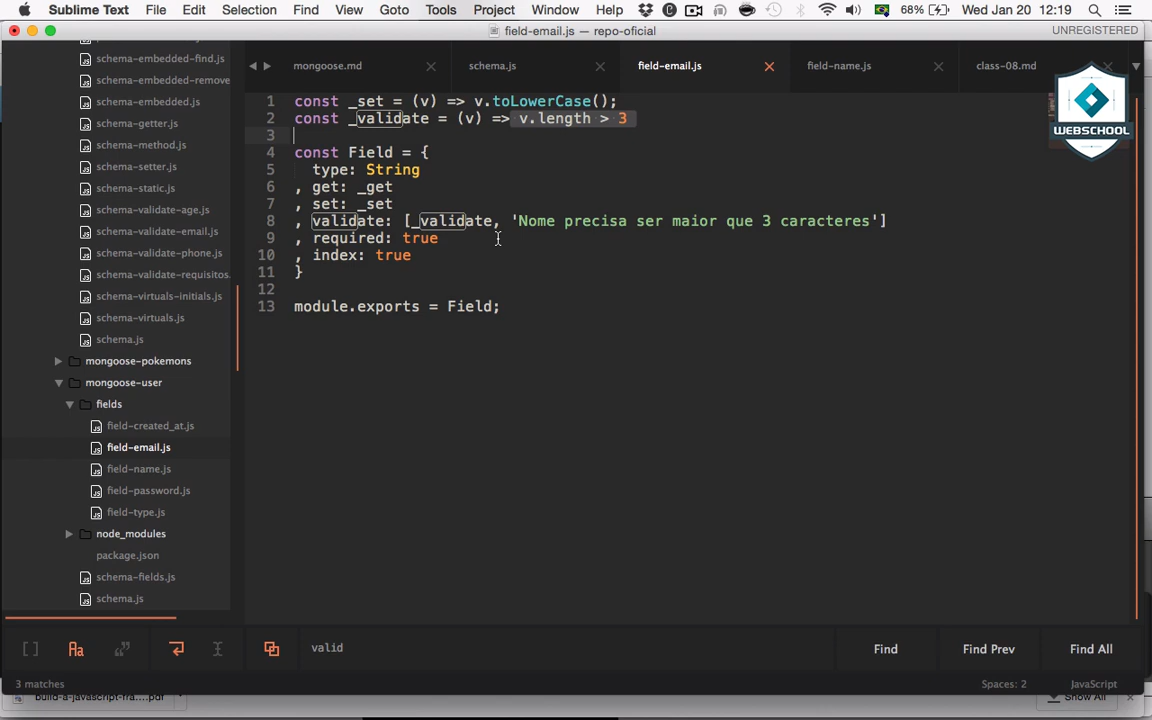 Sublime Text File Edit Selection Find View Goto Tools Project Window Help 68% Wed Jan 20 12:19
field-email.js — repo-oficial UNREGISTERED
mongoose.md schema.js field-email.js field-name.js class-08.md
WEBSCHOOL
schema-embedded-find.js
schema-embedded-remove
schema-embedded.js
schema-getter.js
schema-method.js
schema-setter.js
schema-static.js
schema-validate-age.js
schema-validate-email.js
schema-validate-phone.js
schema-validate-requisitos.
schema-virtuals-initials.js
schema-virtuals.js
schema.js
mongoose-pokemons
mongoose-user
fields
field-created_at.js
field-email.js
field-name.js
field-password.js
field-type.js
node_modules
package.json
schema-fields.js
schema.js
1 const _set = (v) => v.toLowerCase();
2 const _validate = (v) => v.length > 3
3
4 const Field = {
5 type: String
6 , get: _get
7 , set: _set
8 , validate: [_validate, 'Nome precisa ser maior que 3 caracteres']
9 , required: true
10 , index: true
11 }
12
13 module.exports = Field;
valid Find Find Prev Find All
3 matches Spaces: 2 JavaScript
build-a-javascript-fra....pdf Show All